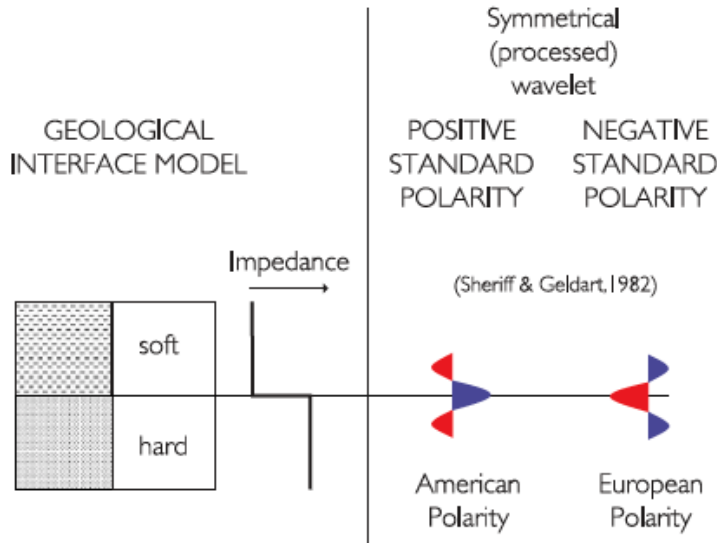 Symmetrical
(processed)
wavelet
GEOLOGICAL
INTERFACE MODEL
POSITIVE
STANDARD
POLARITY
NEGATIVE
STANDARD
POLARITY
Impedance
(Sheriff & Geldart,1982)
soft
hard
American
Polarity
European
Polarity